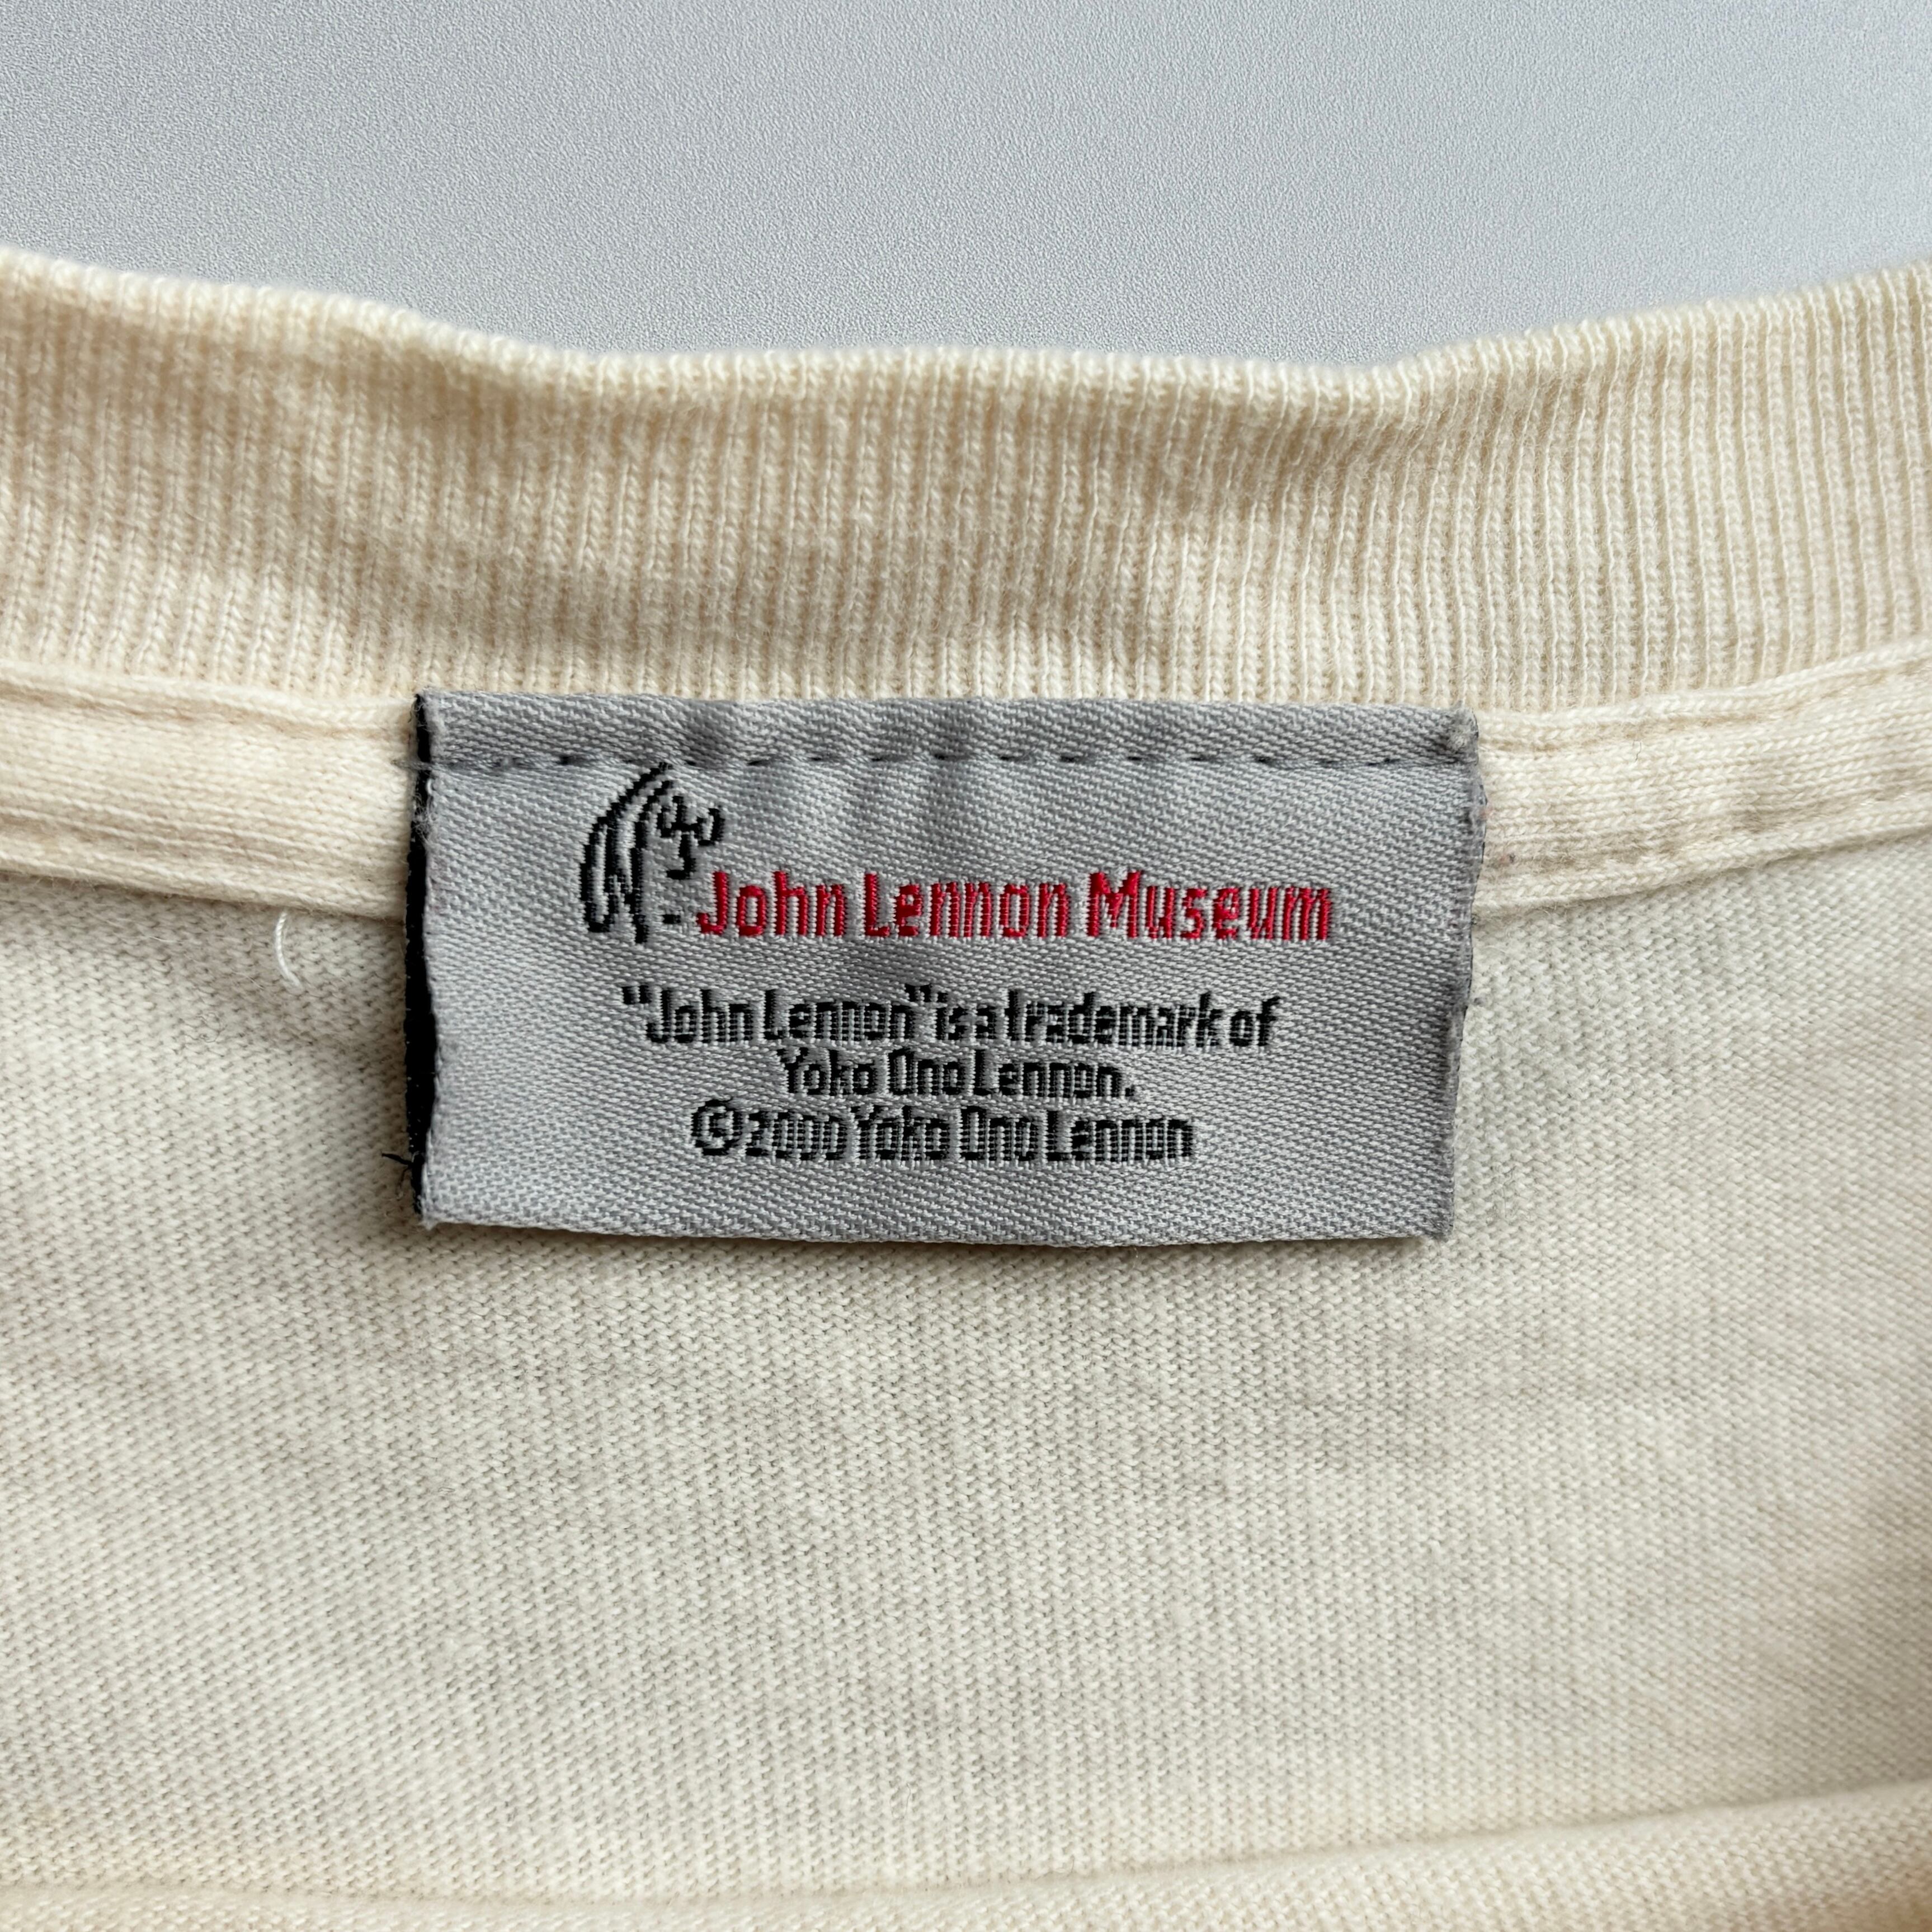 John Lennon Museum
"John Lennon" is a trademark of
Yoko Ono Lennon.
©2000 Yoko Ono Lennon